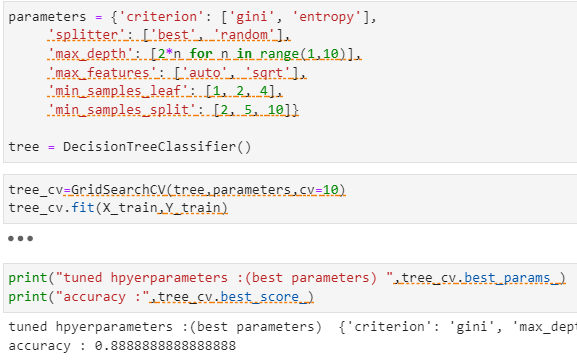 parameters = {'criterion': ['gini', 'entropy'],
'splitter': ['best', 'random'],
'max_depth': [2*n for n in range(1,10)],
'max_features': ['auto', 'sqrt'],
'min_samples_leaf': [1, 2, 4],
'min_samples_split': [2, 5, 10]}
tree = DecisionTreeClassifier()
tree_cv=GridSearchCV(tree,parameters,cv=10)
tree_cv.fit(X_train,Y_train)
print("tuned hpyerparameters :(best parameters) ",tree_cv.best_params_)
print("accuracy :",tree_cv.best_score_)
tuned hpyerparameters :(best parameters)  {'criterion': 'gini', 'max_dept
accuracy : 0.8888888888888888